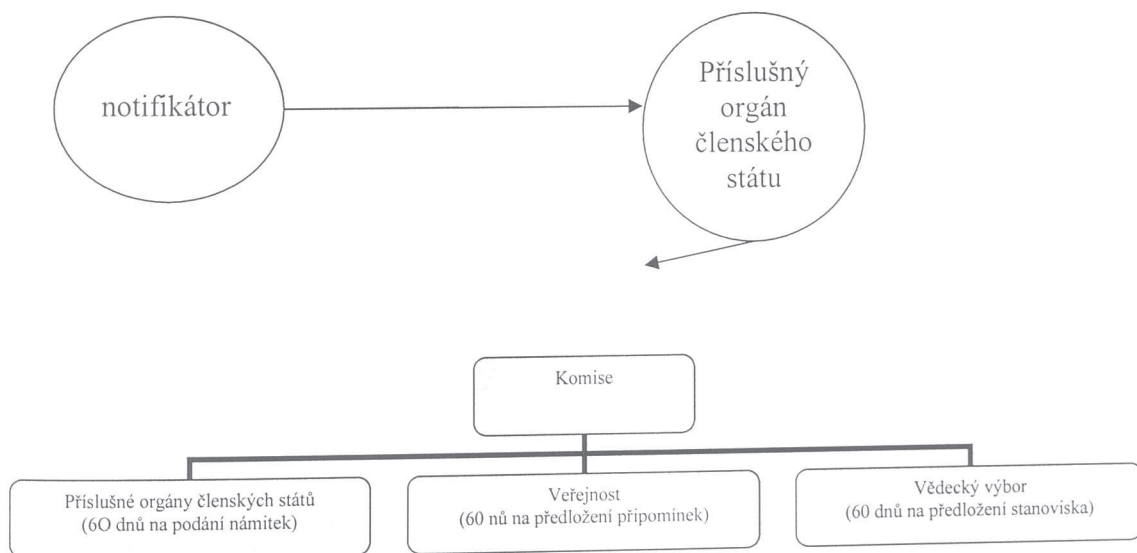 notifikátor
Příslušný
orgán
členského
státu
Komise
Příslušné orgány členských států
(6O dnů na podání námitek)
Veřejnost
(60 nů na předložení připomínek)
Vědecký výbor
(60 dnů na předložení stanoviska)